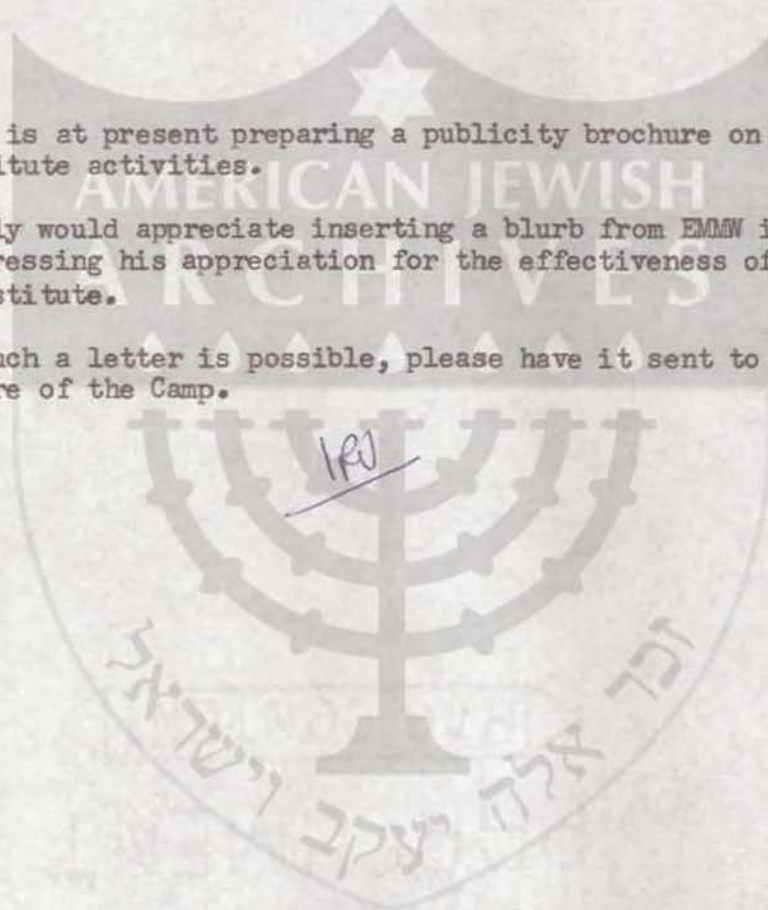 is at present preparing a publicity brochure on
itute activities.
ly would appreciate inserting a blurb from EMMW i
ressing his appreciation for the effectiveness of
stitute.
uch a letter is possible, please have it sent to
re of the Camp.
AMERICAN JEWISH
ARCHIVES
זכר אלה יעקב וישראל